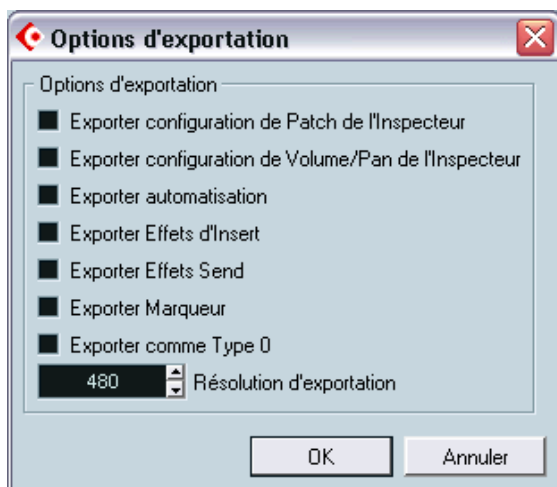 Options d'exportation
Options d'exportation
Exporter configuration de Patch de l'Inspecteur
Exporter configuration de Volume/Pan de l'Inspecteur
Exporter automatisation
Exporter Effets d'Insert
Exporter Effets Send
Exporter Marqueur
Exporter comme Type 0
480 Résolution d'exportation
OK Annuler